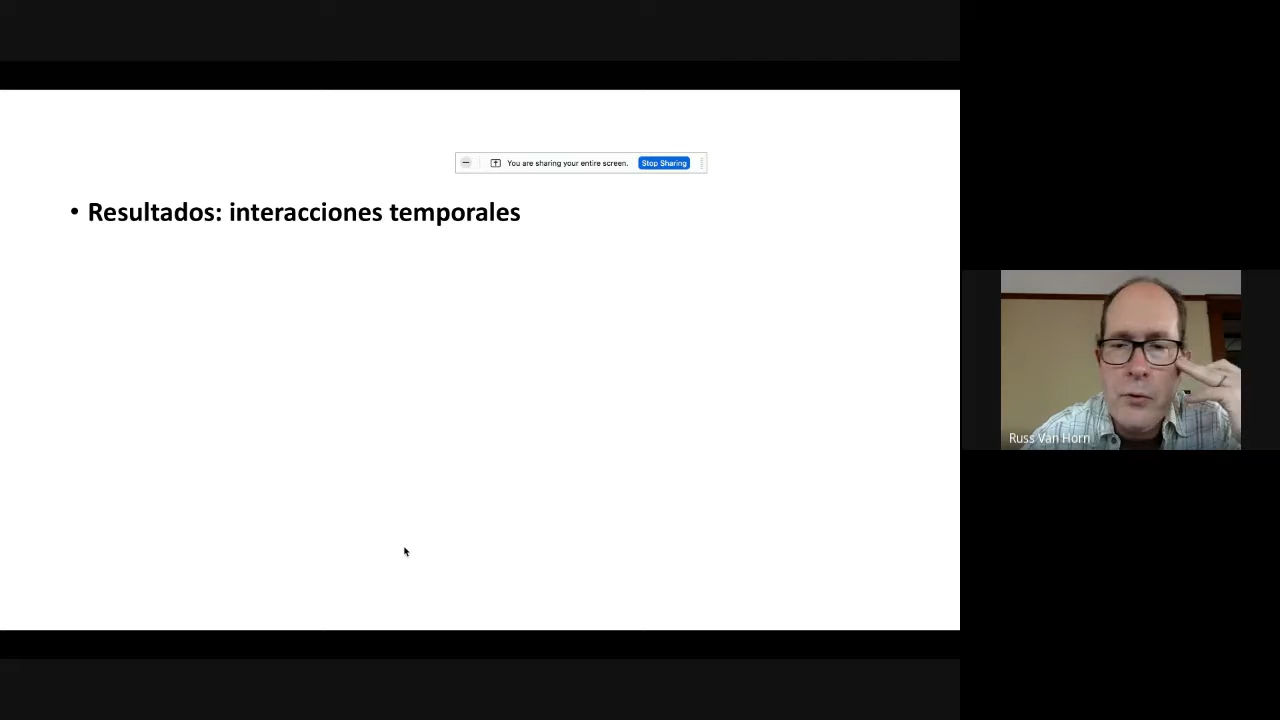 You are sharing your entire screen. Stop Sharing
• Resultados: interacciones temporales
Russ Van Horn